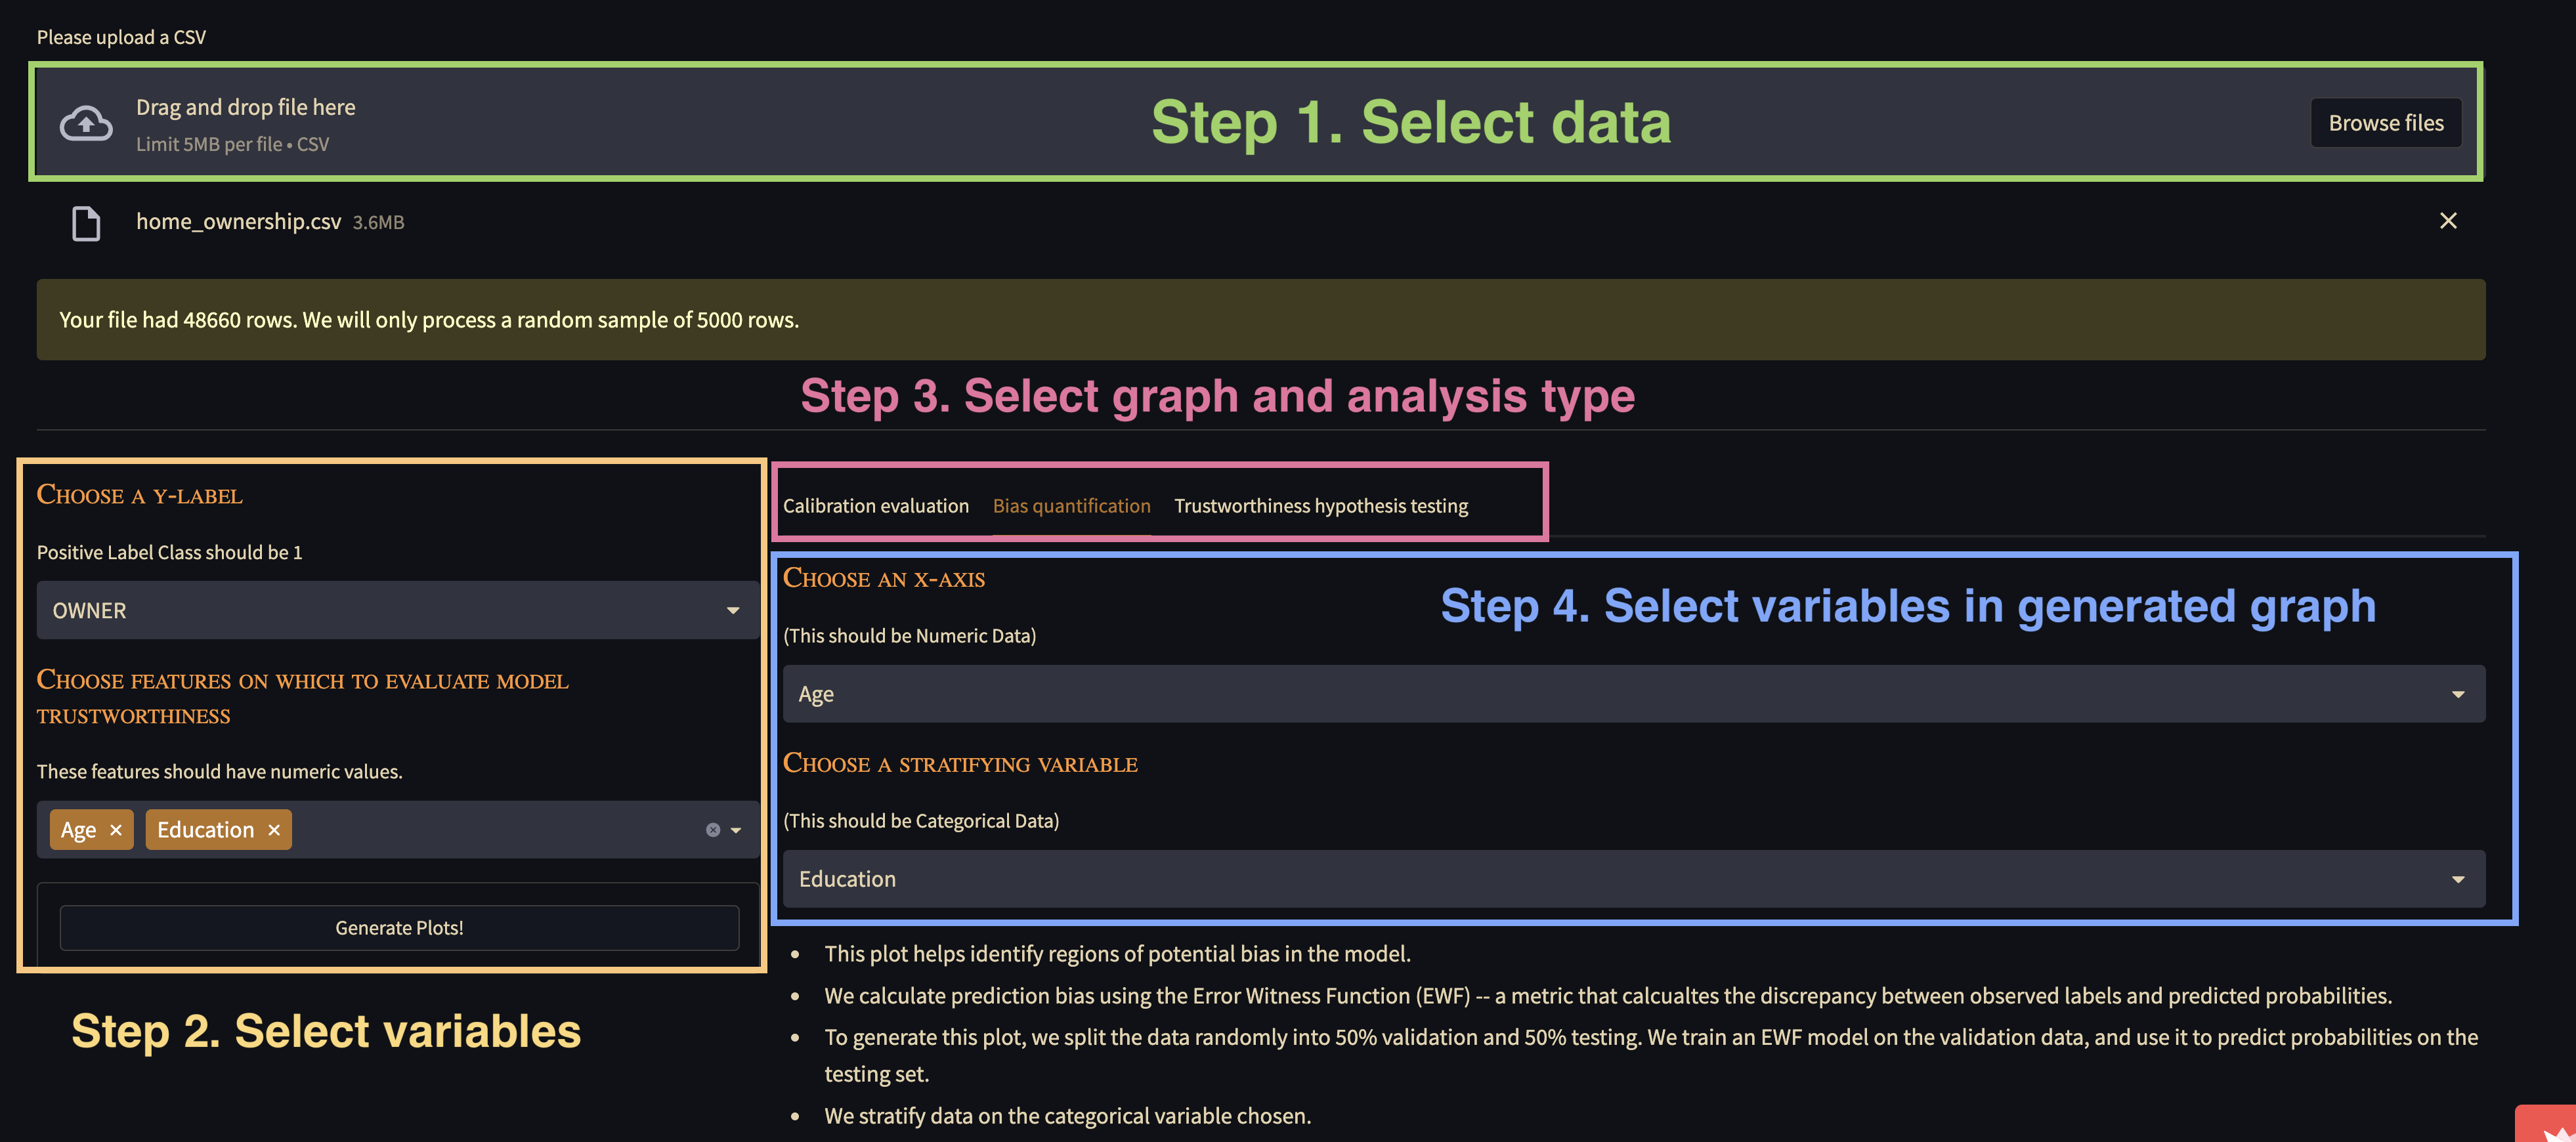 Please upload a CSV
Drag and drop file here
Limit 5MB per file • CSV
Step 1. Select data
Browse files
home_ownership.csv 3.6MB
Your file had 48660 rows. We will only process a random sample of 5000 rows.
Step 3. Select graph and analysis type
CHOOSE A Y-LABEL
Positive Label Class should be 1
OWNER
CHOOSE FEATURES ON WHICH TO EVALUATE MODEL
TRUSTWORTHINESS
These features should have numeric values.
Age Education
Generate Plots!
Step 2. Select variables
Calibration evaluation Bias quantification Trustworthiness hypothesis testing
CHOOSE AN X-AXIS
Step 4. Select variables in generated graph
(This should be Numeric Data)
Age
CHOOSE A STRATIFYING VARIABLE
(This should be Categorical Data)
Education
• This plot helps identify regions of potential bias in the model.
• We calculate prediction bias using the Error Witness Function (EWF) -- a metric that calcualtes the discrepancy between observed labels and predicted probabilities.
• To generate this plot, we split the data randomly into 50% validation and 50% testing. We train an EWF model on the validation data, and use it to predict probabilities on the
testing set.
• We stratify data on the categorical variable chosen.